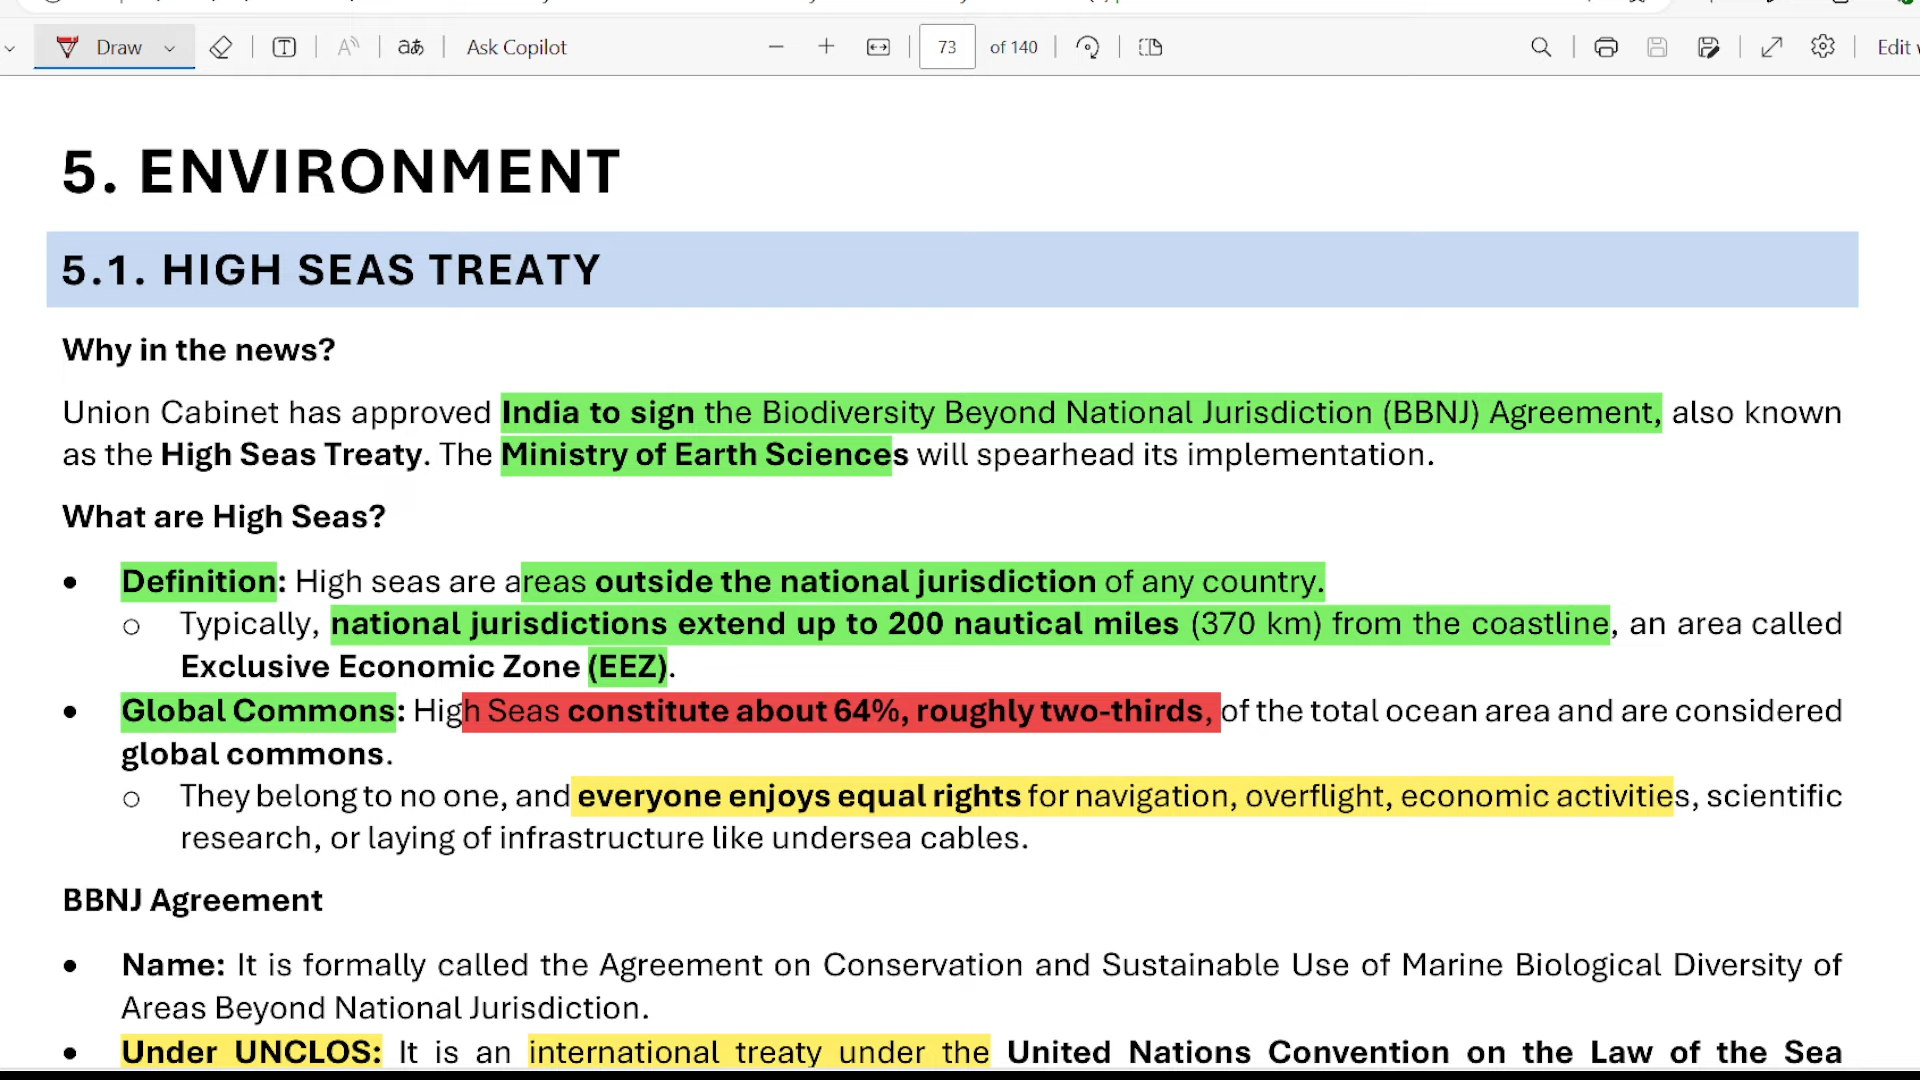 Draw
T
A
aあ
Ask Copilot
73 of 140
Edit
5. ENVIRONMENT
5.1. HIGH SEAS TREATY
Why in the news?
Union Cabinet has approved India to sign the Biodiversity Beyond National Jurisdiction (BBNJ) Agreement, also known
as the High Seas Treaty. The Ministry of Earth Sciences will spearhead its implementation.
What are High Seas?
• Definition: High seas are areas outside the national jurisdiction of any country.
o Typically, national jurisdictions extend up to 200 nautical miles (370 km) from the coastline, an area called
Exclusive Economic Zone (EEZ).
• Global Commons: High Seas constitute about 64%, roughly two-thirds, of the total ocean area and are considered
global commons.
o They belong to no one, and everyone enjoys equal rights for navigation, overflight, economic activities, scientific
research, or laying of infrastructure like undersea cables.
BBNJ Agreement
• Name: It is formally called the Agreement on Conservation and Sustainable Use of Marine Biological Diversity of
Areas Beyond National Jurisdiction.
• Under UNCLOS: It is an international treaty under the United Nations Convention on the Law of the Sea